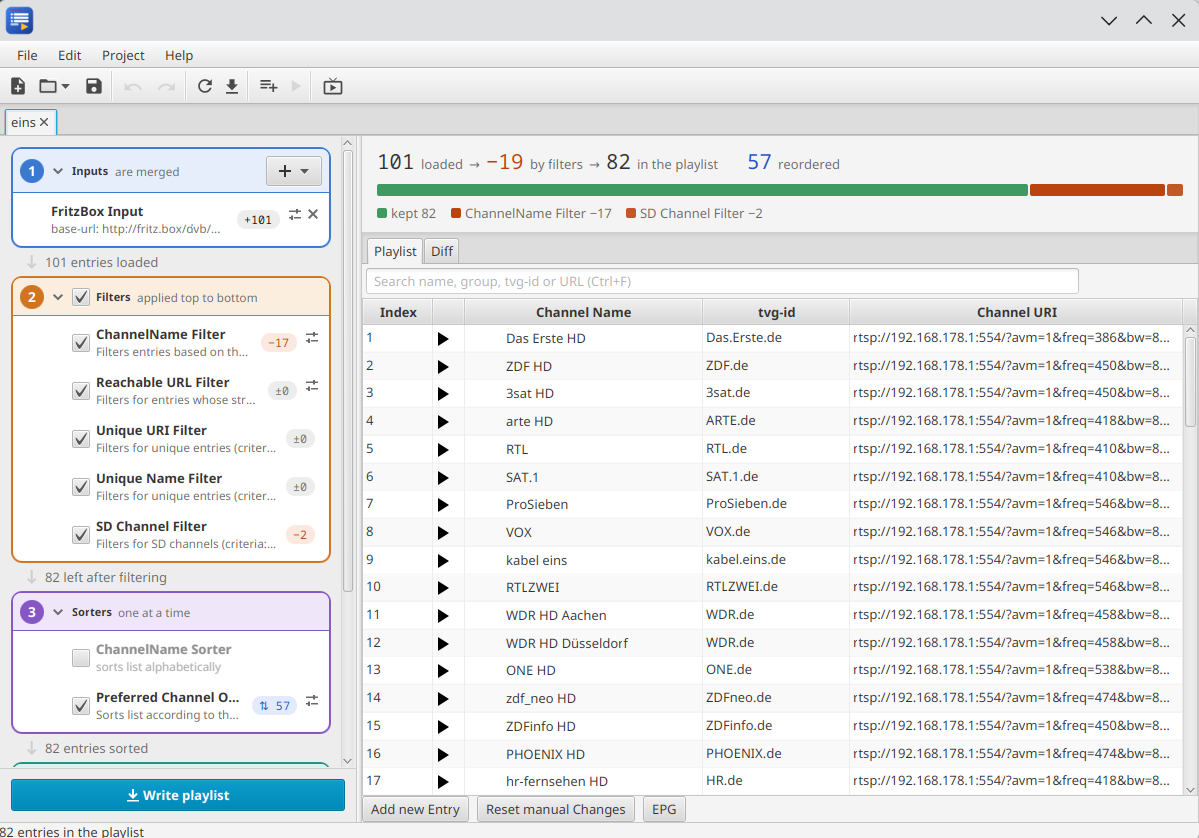 File Edit Project Help
eins
101 loaded → −19 by filters → 82 in the playlist 57 reordered
kept 82 ChannelName Filter −17 SD Channel Filter −2
1 Inputs are merged
FritzBox Input
base-url: http://fritz.box/dvb/...
+101
101 entries loaded
2 Filters applied top to bottom
ChannelName Filter
Filters entries based on th...
−17
Reachable URL Filter
Filters for entries whose str...
±0
Unique URI Filter
Filters for unique entries (criter...
±0
Unique Name Filter
Filters for unique entries (criter...
±0
SD Channel Filter
Filters for SD channels (criteria:...
−2
82 left after filtering
3 Sorters one at a time
ChannelName Sorter
sorts list alphabetically
Preferred Channel O...
Sorts list according to th...
57
82 entries sorted
Write playlist
Playlist Diff
Search name, group, tvg-id or URL (Ctrl+F)
Index Channel Name tvg-id Channel URI
1 Das Erste HD Das.Erste.de rtsp://192.168.178.1:554/?avm=1&freq=386&bw=8...
2 ZDF HD ZDF.de rtsp://192.168.178.1:554/?avm=1&freq=450&bw=8...
3 3sat HD 3sat.de rtsp://192.168.178.1:554/?avm=1&freq=450&bw=8...
4 arte HD ARTE.de rtsp://192.168.178.1:554/?avm=1&freq=418&bw=8...
5 RTL RTL.de rtsp://192.168.178.1:554/?avm=1&freq=410&bw=8...
6 SAT.1 SAT.1.de rtsp://192.168.178.1:554/?avm=1&freq=410&bw=8...
7 ProSieben ProSieben.de rtsp://192.168.178.1:554/?avm=1&freq=546&bw=8...
8 VOX VOX.de rtsp://192.168.178.1:554/?avm=1&freq=546&bw=8...
9 kabel eins kabel.eins.de rtsp://192.168.178.1:554/?avm=1&freq=546&bw=8...
10 RTLZWEI RTLZWEI.de rtsp://192.168.178.1:554/?avm=1&freq=546&bw=8...
11 WDR HD Aachen WDR.de rtsp://192.168.178.1:554/?avm=1&freq=458&bw=8...
12 WDR HD Düsseldorf WDR.de rtsp://192.168.178.1:554/?avm=1&freq=458&bw=8...
13 ONE HD ONE.de rtsp://192.168.178.1:554/?avm=1&freq=538&bw=8...
14 zdf_neo HD ZDFneo.de rtsp://192.168.178.1:554/?avm=1&freq=474&bw=8...
15 ZDFinfo HD ZDFinfo.de rtsp://192.168.178.1:554/?avm=1&freq=450&bw=8...
16 PHOENIX HD PHOENIX.de rtsp://192.168.178.1:554/?avm=1&freq=474&bw=8...
17 hr-fernsehen HD HR.de rtsp://192.168.178.1:554/?avm=1&freq=418&bw=8...
Add new Entry Reset manual Changes EPG
82 entries in the playlist